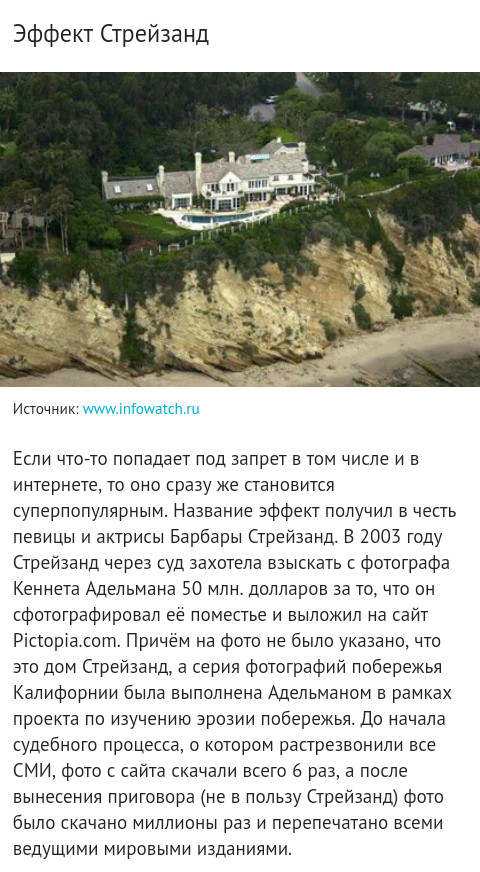 Эффект Стрейзанд
Источник: www.infowatch.ru
Если что-то попадает под запрет в том числе и в
интернете, то оно сразу же становится
суперпопулярным. Название эффект получил в честь
певицы и актрисы Барбары Стрейзанд. В 2003 году
Стрейзанд через суд захотела взыскать с фотографа
Кеннета Адельмана 50 млн. долларов за то, что он
сфотографировал её поместье и выложил на сайт
Pictopia.com. Причём на фото не было указано, что
это дом Стрейзанд, а серия фотографий побережья
Калифорнии была выполнена Адельманом в рамках
проекта по изучению эрозии побережья. До начала
судебного процесса, о котором растрезвонили все
СМИ, фото с сайта скачали всего 6 раз, а после
вынесения приговора (не в пользу Стрейзанд) фото
было скачано миллионы раз и перепечатано всеми
ведущими мировыми изданиями.